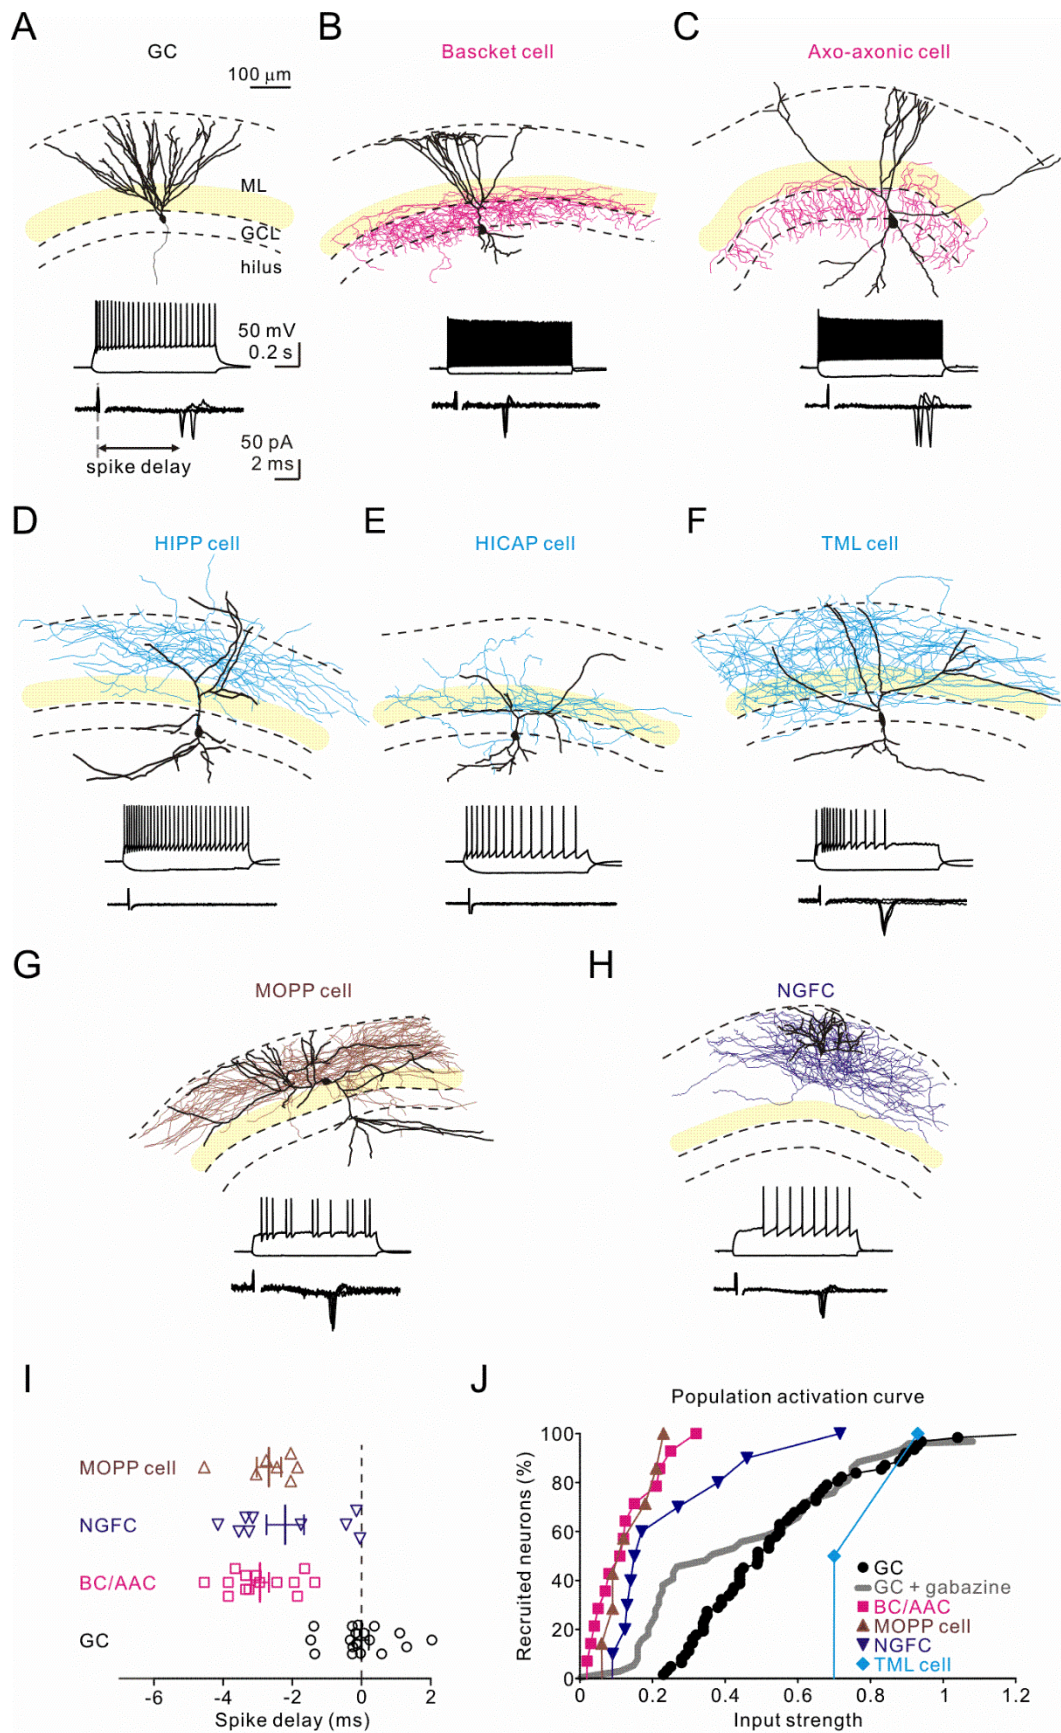 A
B
C
GC
Bascket cell
Axo-axonic cell
100 μm
ML
GCL
hilus
50 mV
0.2 s
50 pA
2 ms
spike delay
D
E
F
HIPP cell
HICAP cell
TML cell
G
H
MOPP cell
NGFC
I
J
MOPP cell
NGFC
BC/AAC
GC
-6 -4 -2 0 2
Spike delay (ms)
Population activation curve
Recruited neurons (%)
100
80
60
40
20
0
GC
GC + gabazine
BC/AAC
MOPP cell
NGFC
TML cell
0 0.2 0.4 0.6 0.8 1 1.2
Input strength